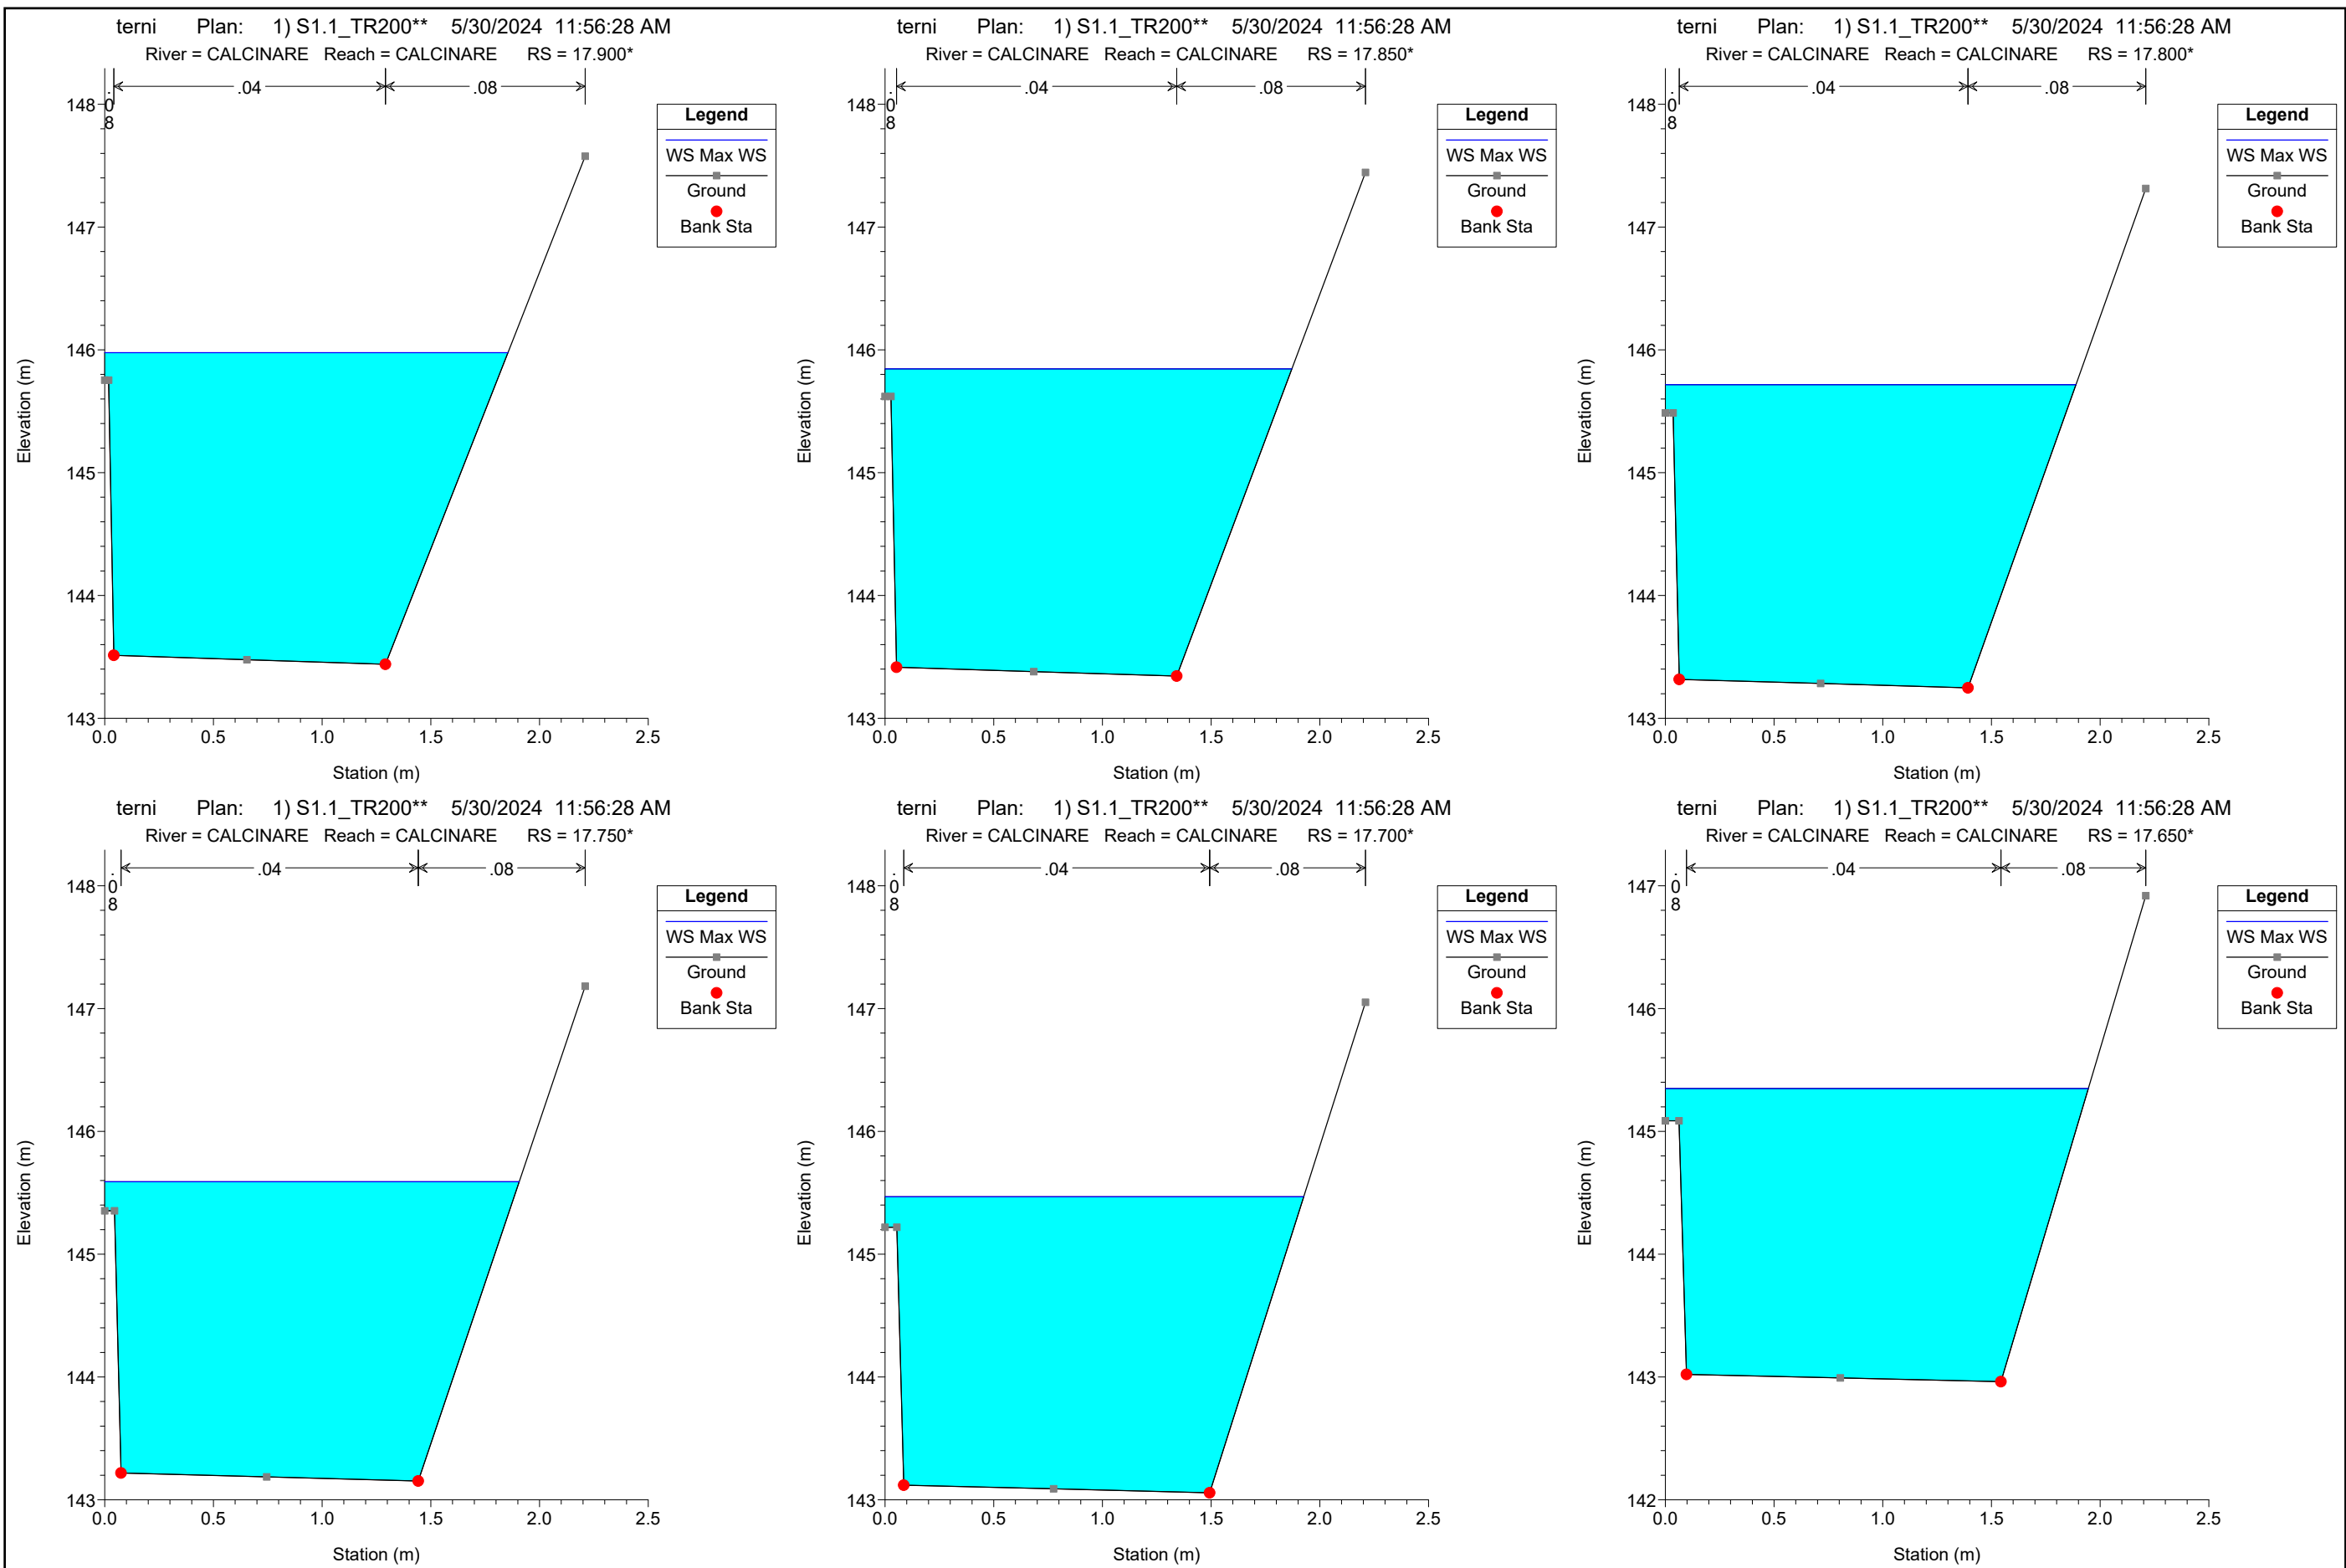 terni Plan: 1) S1.1_TR200** 5/30/2024 11:56:28 AM
River = CALCINARE Reach = CALCINARE RS = 17.900*
.08
.04
.08
148
147
146
145
144
143
Elevation (m)
0.0 0.5 1.0 1.5 2.0 2.5
Station (m)
Legend
WS Max WS
Ground
Bank Sta
terni Plan: 1) S1.1_TR200** 5/30/2024 11:56:28 AM
River = CALCINARE Reach = CALCINARE RS = 17.850*
.08
.04
.08
148
147
146
145
144
143
Elevation (m)
0.0 0.5 1.0 1.5 2.0 2.5
Station (m)
Legend
WS Max WS
Ground
Bank Sta
terni Plan: 1) S1.1_TR200** 5/30/2024 11:56:28 AM
River = CALCINARE Reach = CALCINARE RS = 17.800*
.08
.04
.08
148
147
146
145
144
143
Elevation (m)
0.0 0.5 1.0 1.5 2.0 2.5
Station (m)
Legend
WS Max WS
Ground
Bank Sta
terni Plan: 1) S1.1_TR200** 5/30/2024 11:56:28 AM
River = CALCINARE Reach = CALCINARE RS = 17.750*
.08
.04
.08
148
147
146
145
144
143
Elevation (m)
0.0 0.5 1.0 1.5 2.0 2.5
Station (m)
Legend
WS Max WS
Ground
Bank Sta
terni Plan: 1) S1.1_TR200** 5/30/2024 11:56:28 AM
River = CALCINARE Reach = CALCINARE RS = 17.700*
.08
.04
.08
148
147
146
145
144
143
Elevation (m)
0.0 0.5 1.0 1.5 2.0 2.5
Station (m)
Legend
WS Max WS
Ground
Bank Sta
terni Plan: 1) S1.1_TR200** 5/30/2024 11:56:28 AM
River = CALCINARE Reach = CALCINARE RS = 17.650*
.08
.04
.08
147
146
145
144
143
142
Elevation (m)
0.0 0.5 1.0 1.5 2.0 2.5
Station (m)
Legend
WS Max WS
Ground
Bank Sta